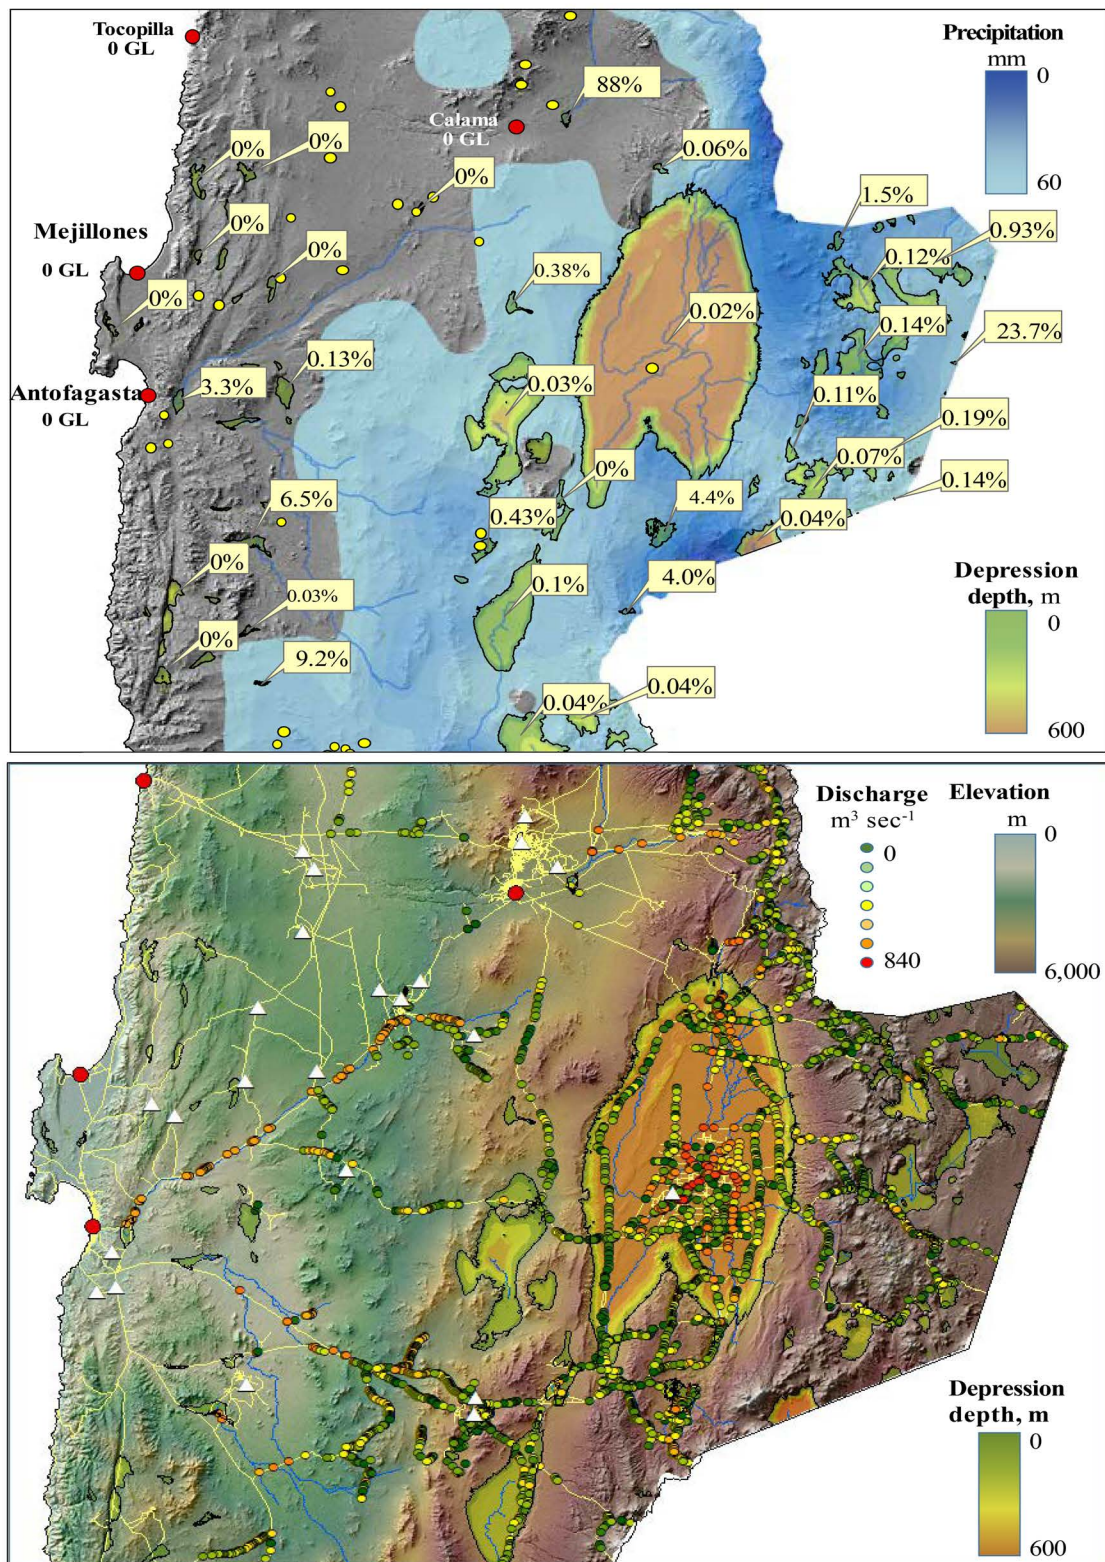 Tocopilla
0 GL
Precipitation
mm
0
60
88%
Calama
0 GL
0%
0%
0%
0.06%
1.5%
0.93%
0%
Mejillones
0 GL
0%
0.12%
0.38%
0%
0.02%
0.14%
23.7%
0.13%
Antofagasta
0 GL
3.3%
0.03%
0.11%
0.19%
0.07%
0%
6.5%
0.43%
4.4%
0.14%
0.04%
0%
0.1%
4.0%
Depression
depth, m
0
600
0.03%
0%
9.2%
0.04%
0.04%
Discharge
m³ sec⁻¹
0
840
Elevation
m
0
6,000
Depression
depth, m
0
600